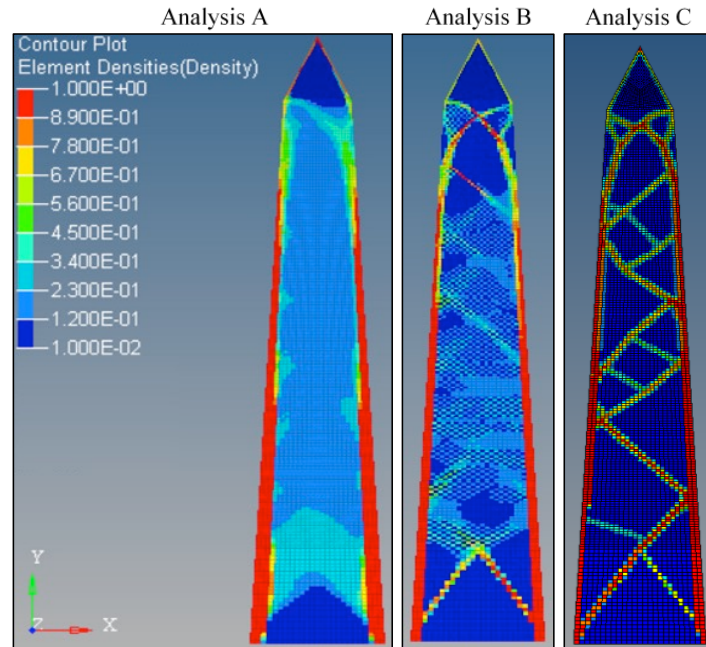 Analysis A
Analysis B
Analysis C
Contour Plot
Element Densities(Density)
1.000E+00
8.900E-01
7.800E-01
6.700E-01
5.600E-01
4.500E-01
3.400E-01
2.300E-01
1.200E-01
1.000E-02
Y
Z
X